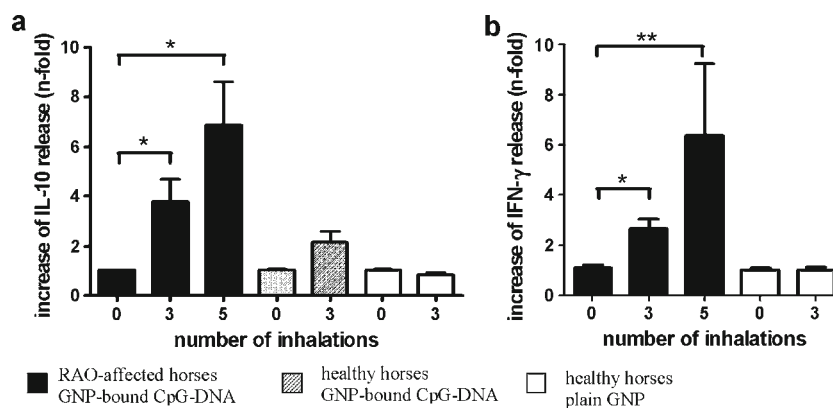 a
increase of IL-10 release (n-fold)
10
8
6
4
2
0
*
*
0 3 5 0 3 0 3
number of inhalations
b
increase of IFN-γ release (n-fold)
10
8
6
4
2
0
**
*
0 3 5 0 3
number of inhalations
RAO-affected horses
GNP-bound CpG-DNA
healthy horses
GNP-bound CpG-DNA
healthy horses
plain GNP